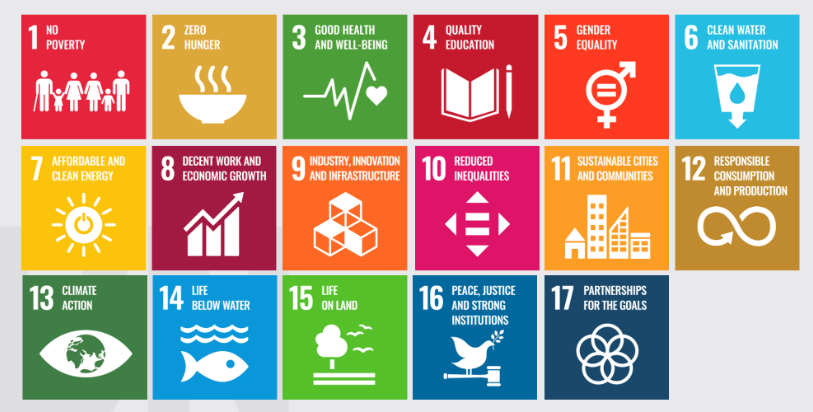 1 NO
POVERTY
2 ZERO
HUNGER
3 GOOD HEALTH
AND WELL-BEING
4 QUALITY
EDUCATION
5 GENDER
EQUALITY
6 CLEAN WATER
AND SANITATION
7 AFFORDABLE AND
CLEAN ENERGY
8 DECENT WORK AND
ECONOMIC GROWTH
9 INDUSTRY, INNOVATION
AND INFRASTRUCTURE
10 REDUCED
INEQUALITIES
11 SUSTAINABLE CITIES
AND COMMUNITIES
12 RESPONSIBLE
CONSUMPTION
AND PRODUCTION
13 CLIMATE
ACTION
14 LIFE
BELOW WATER
15 LIFE
ON LAND
16 PEACE, JUSTICE
AND STRONG
INSTITUTIONS
17 PARTNERSHIPS
FOR THE GOALS